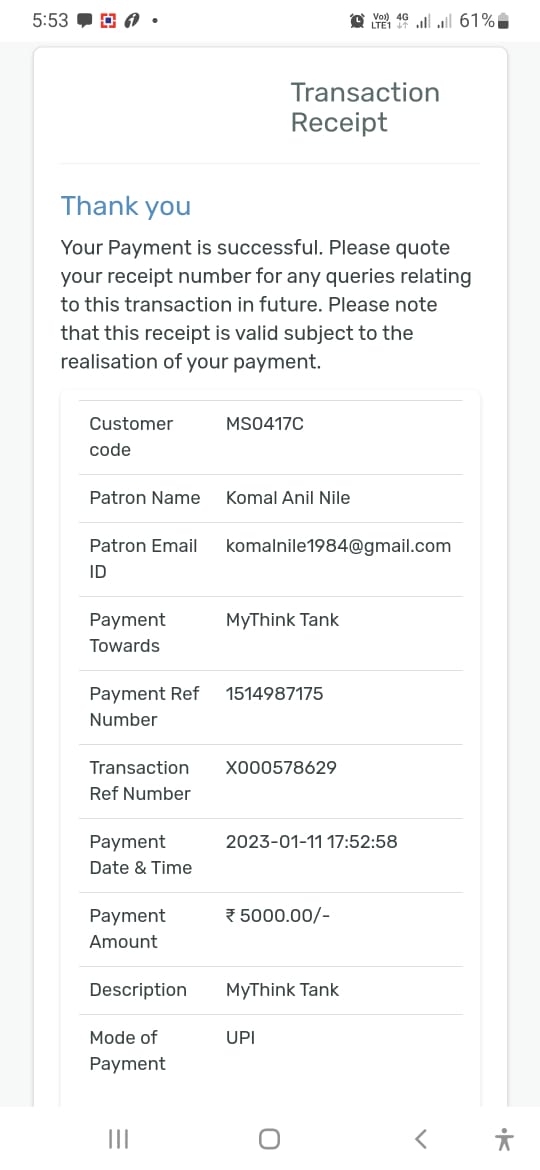 5:53
Vo)) 4G
LTE1
61%
Transaction
Receipt
Thank you
Your Payment is successful. Please quote
your receipt number for any queries relating
to this transaction in future. Please note
that this receipt is valid subject to the
realisation of your payment.
Customer MS0417C
code
Patron Name Komal Anil Nile
Patron Email komalnile1984@gmail.com
ID
Payment MyThink Tank
Towards
Payment Ref 1514987175
Number
Transaction X000578629
Ref Number
Payment 2023-01-11 17:52:58
Date & Time
Payment ₹ 5000.00/-
Amount
Description MyThink Tank
Mode of UPI
Payment